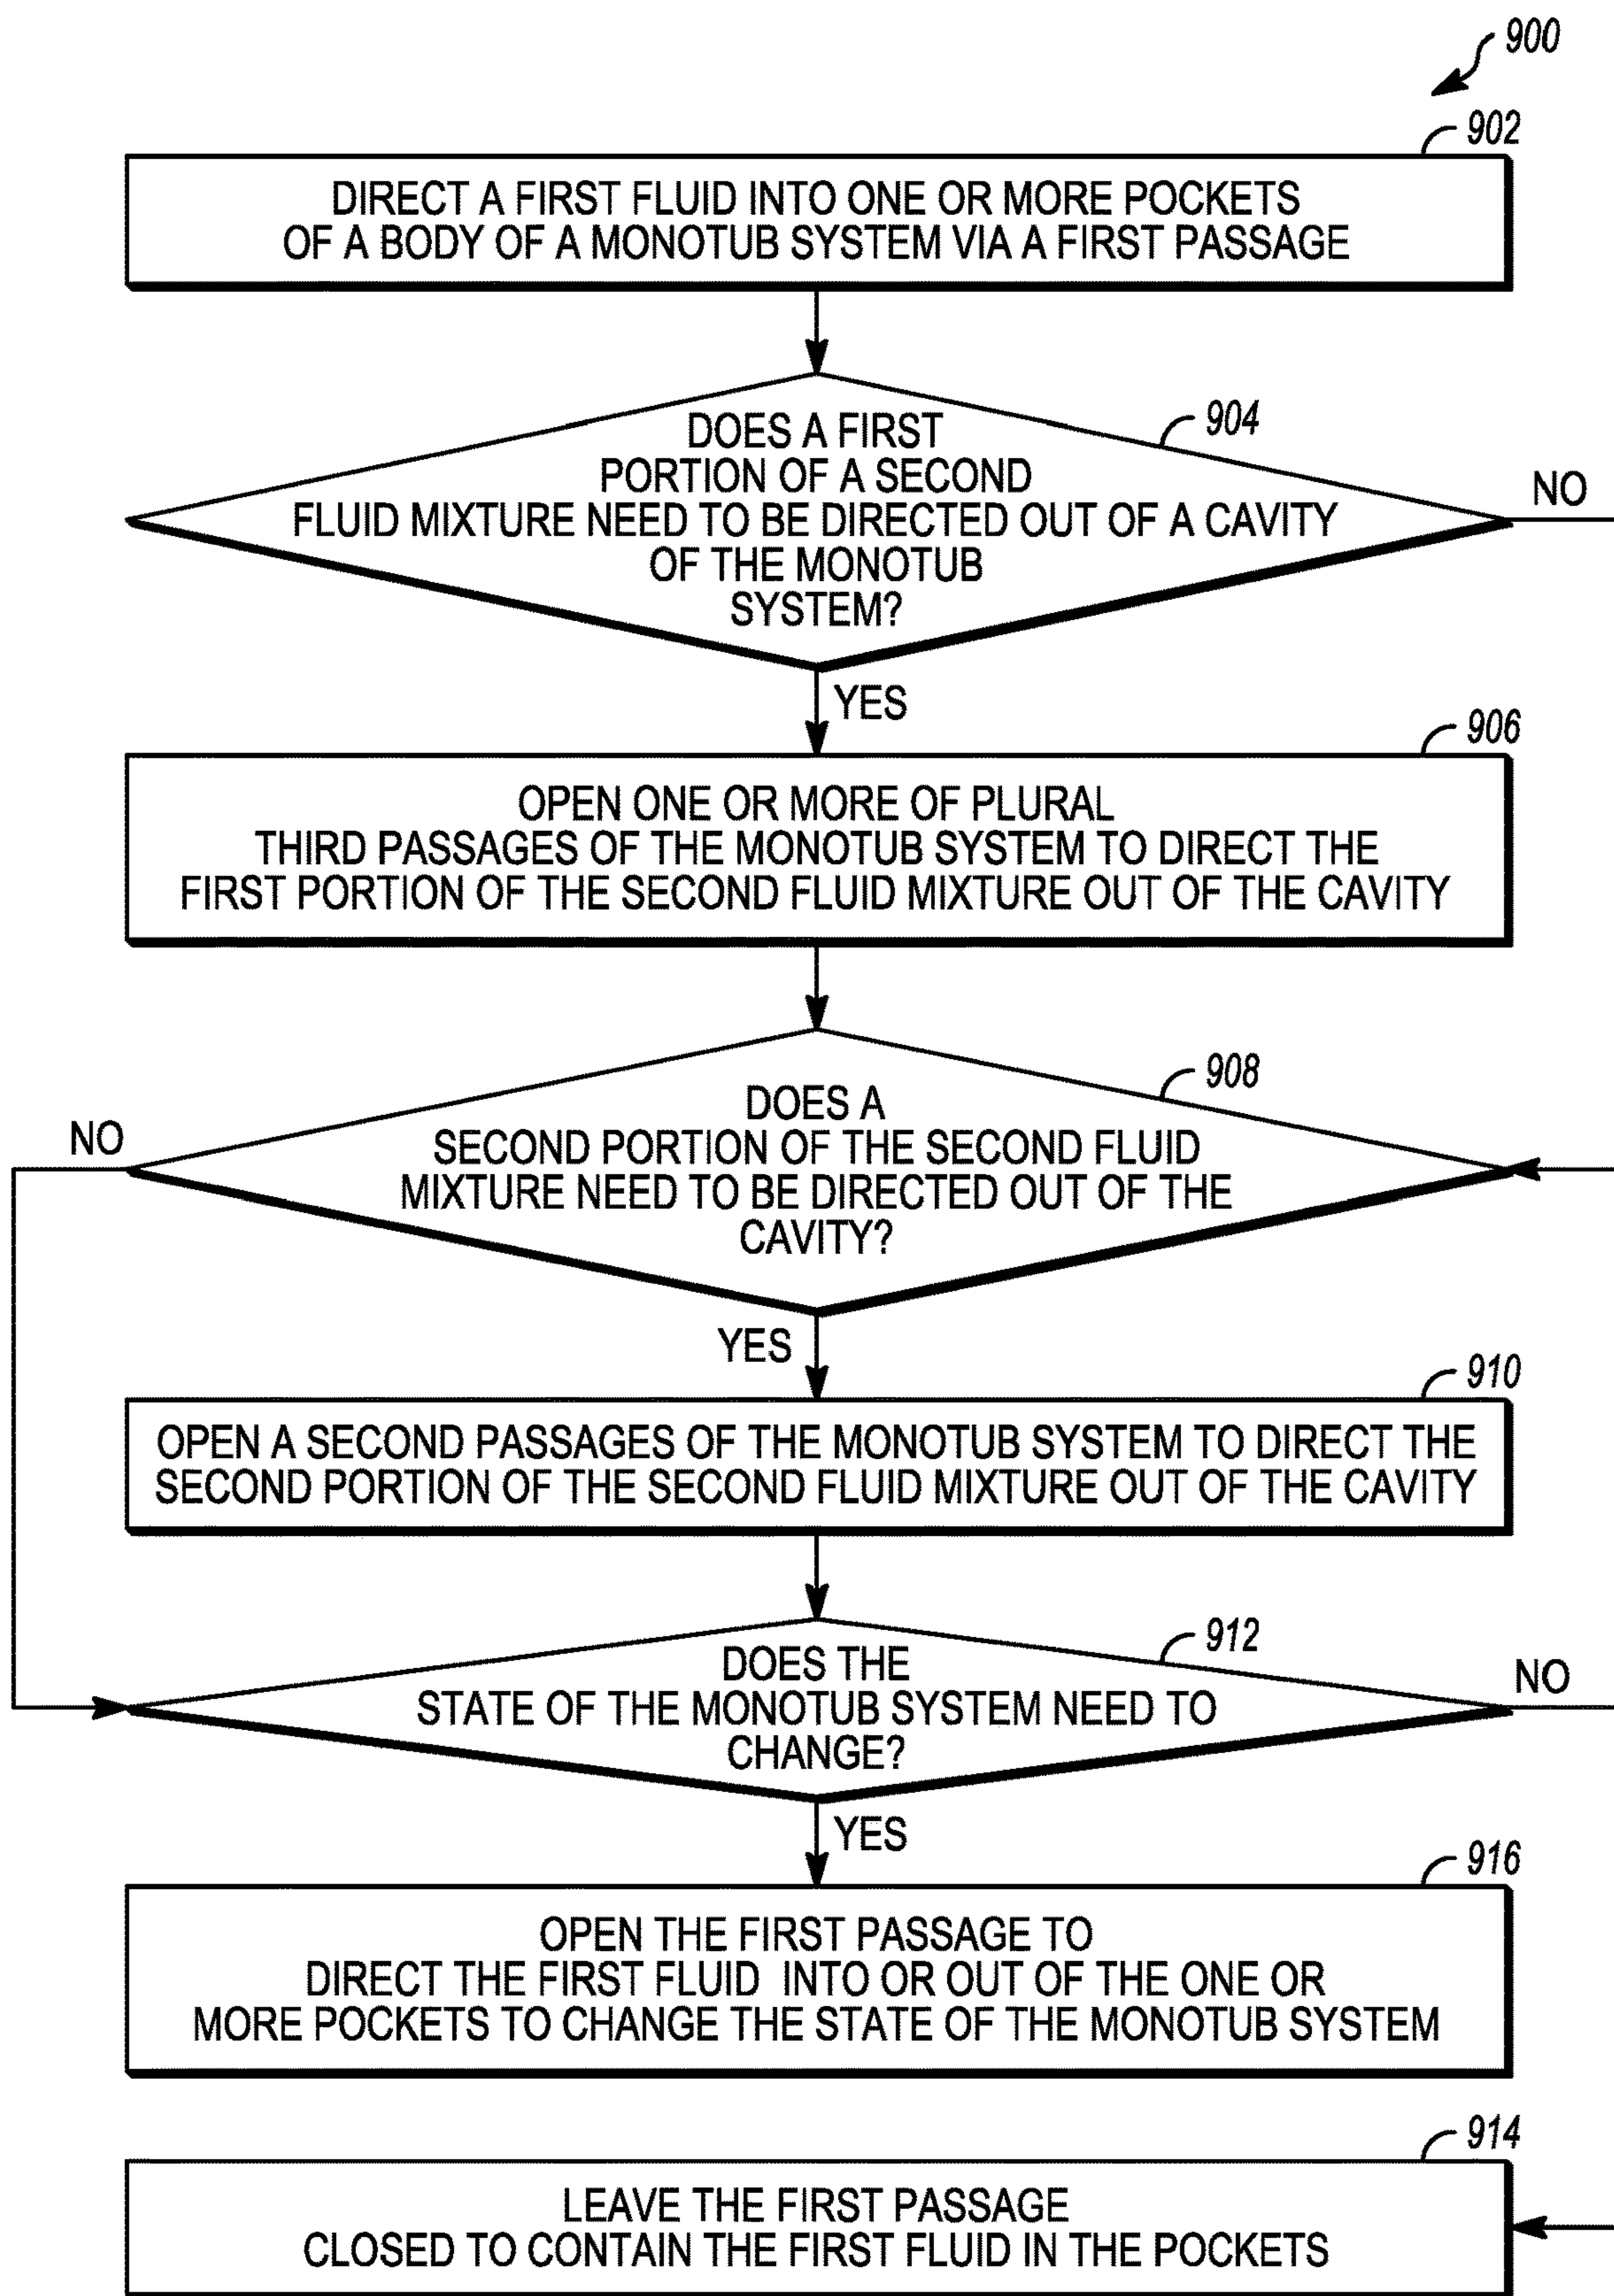 900
902
DIRECT A FIRST FLUID INTO ONE OR MORE POCKETS
OF A BODY OF A MONOTUB SYSTEM VIA A FIRST PASSAGE
904
DOES A FIRST
PORTION OF A SECOND
FLUID MIXTURE NEED TO BE DIRECTED OUT OF A CAVITY
OF THE MONOTUB
SYSTEM?
NO
YES
906
OPEN ONE OR MORE OF PLURAL
THIRD PASSAGES OF THE MONOTUB SYSTEM TO DIRECT THE
FIRST PORTION OF THE SECOND FLUID MIXTURE OUT OF THE CAVITY
908
DOES A
SECOND PORTION OF THE SECOND FLUID
MIXTURE NEED TO BE DIRECTED OUT OF THE
CAVITY?
NO
YES
910
OPEN A SECOND PASSAGES OF THE MONOTUB SYSTEM TO DIRECT THE
SECOND PORTION OF THE SECOND FLUID MIXTURE OUT OF THE CAVITY
912
DOES THE
STATE OF THE MONOTUB SYSTEM NEED TO
CHANGE?
NO
YES
916
OPEN THE FIRST PASSAGE TO
DIRECT THE FIRST FLUID INTO OR OUT OF THE ONE OR
MORE POCKETS TO CHANGE THE STATE OF THE MONOTUB SYSTEM
914
LEAVE THE FIRST PASSAGE
CLOSED TO CONTAIN THE FIRST FLUID IN THE POCKETS